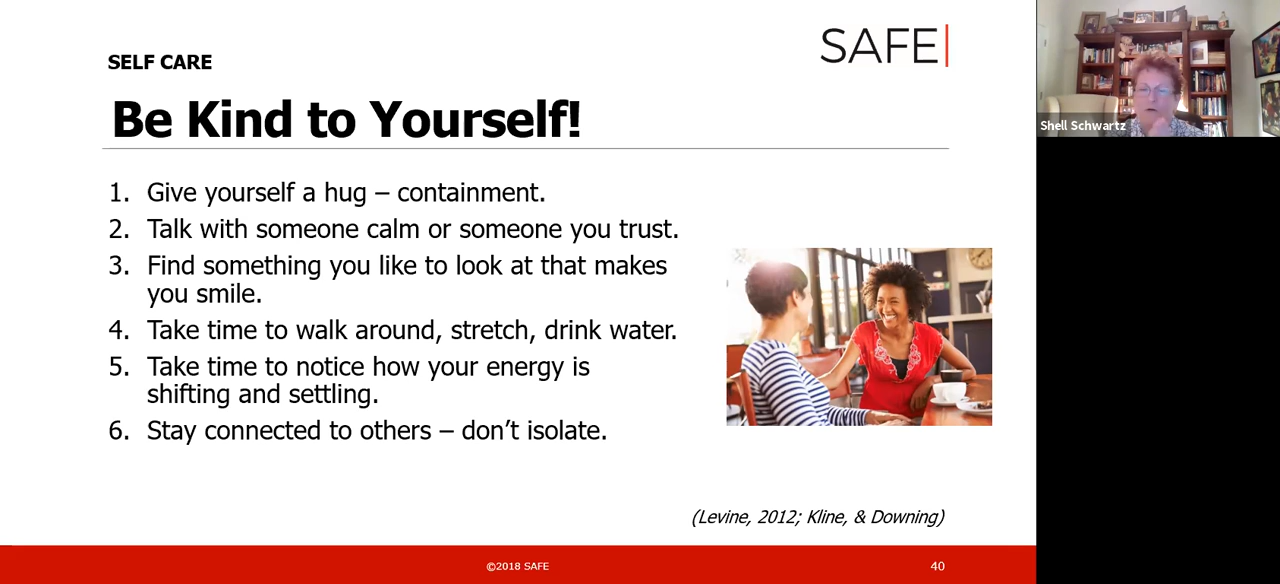 SAFE
SELF CARE
Be Kind to Yourself!
1. Give yourself a hug – containment.
2. Talk with someone calm or someone you trust.
3. Find something you like to look at that makes
you smile.
4. Take time to walk around, stretch, drink water.
5. Take time to notice how your energy is
shifting and settling.
6. Stay connected to others – don’t isolate.
(Levine, 2012; Kline, & Downing)
©2018 SAFE
40
Shell Schwartz